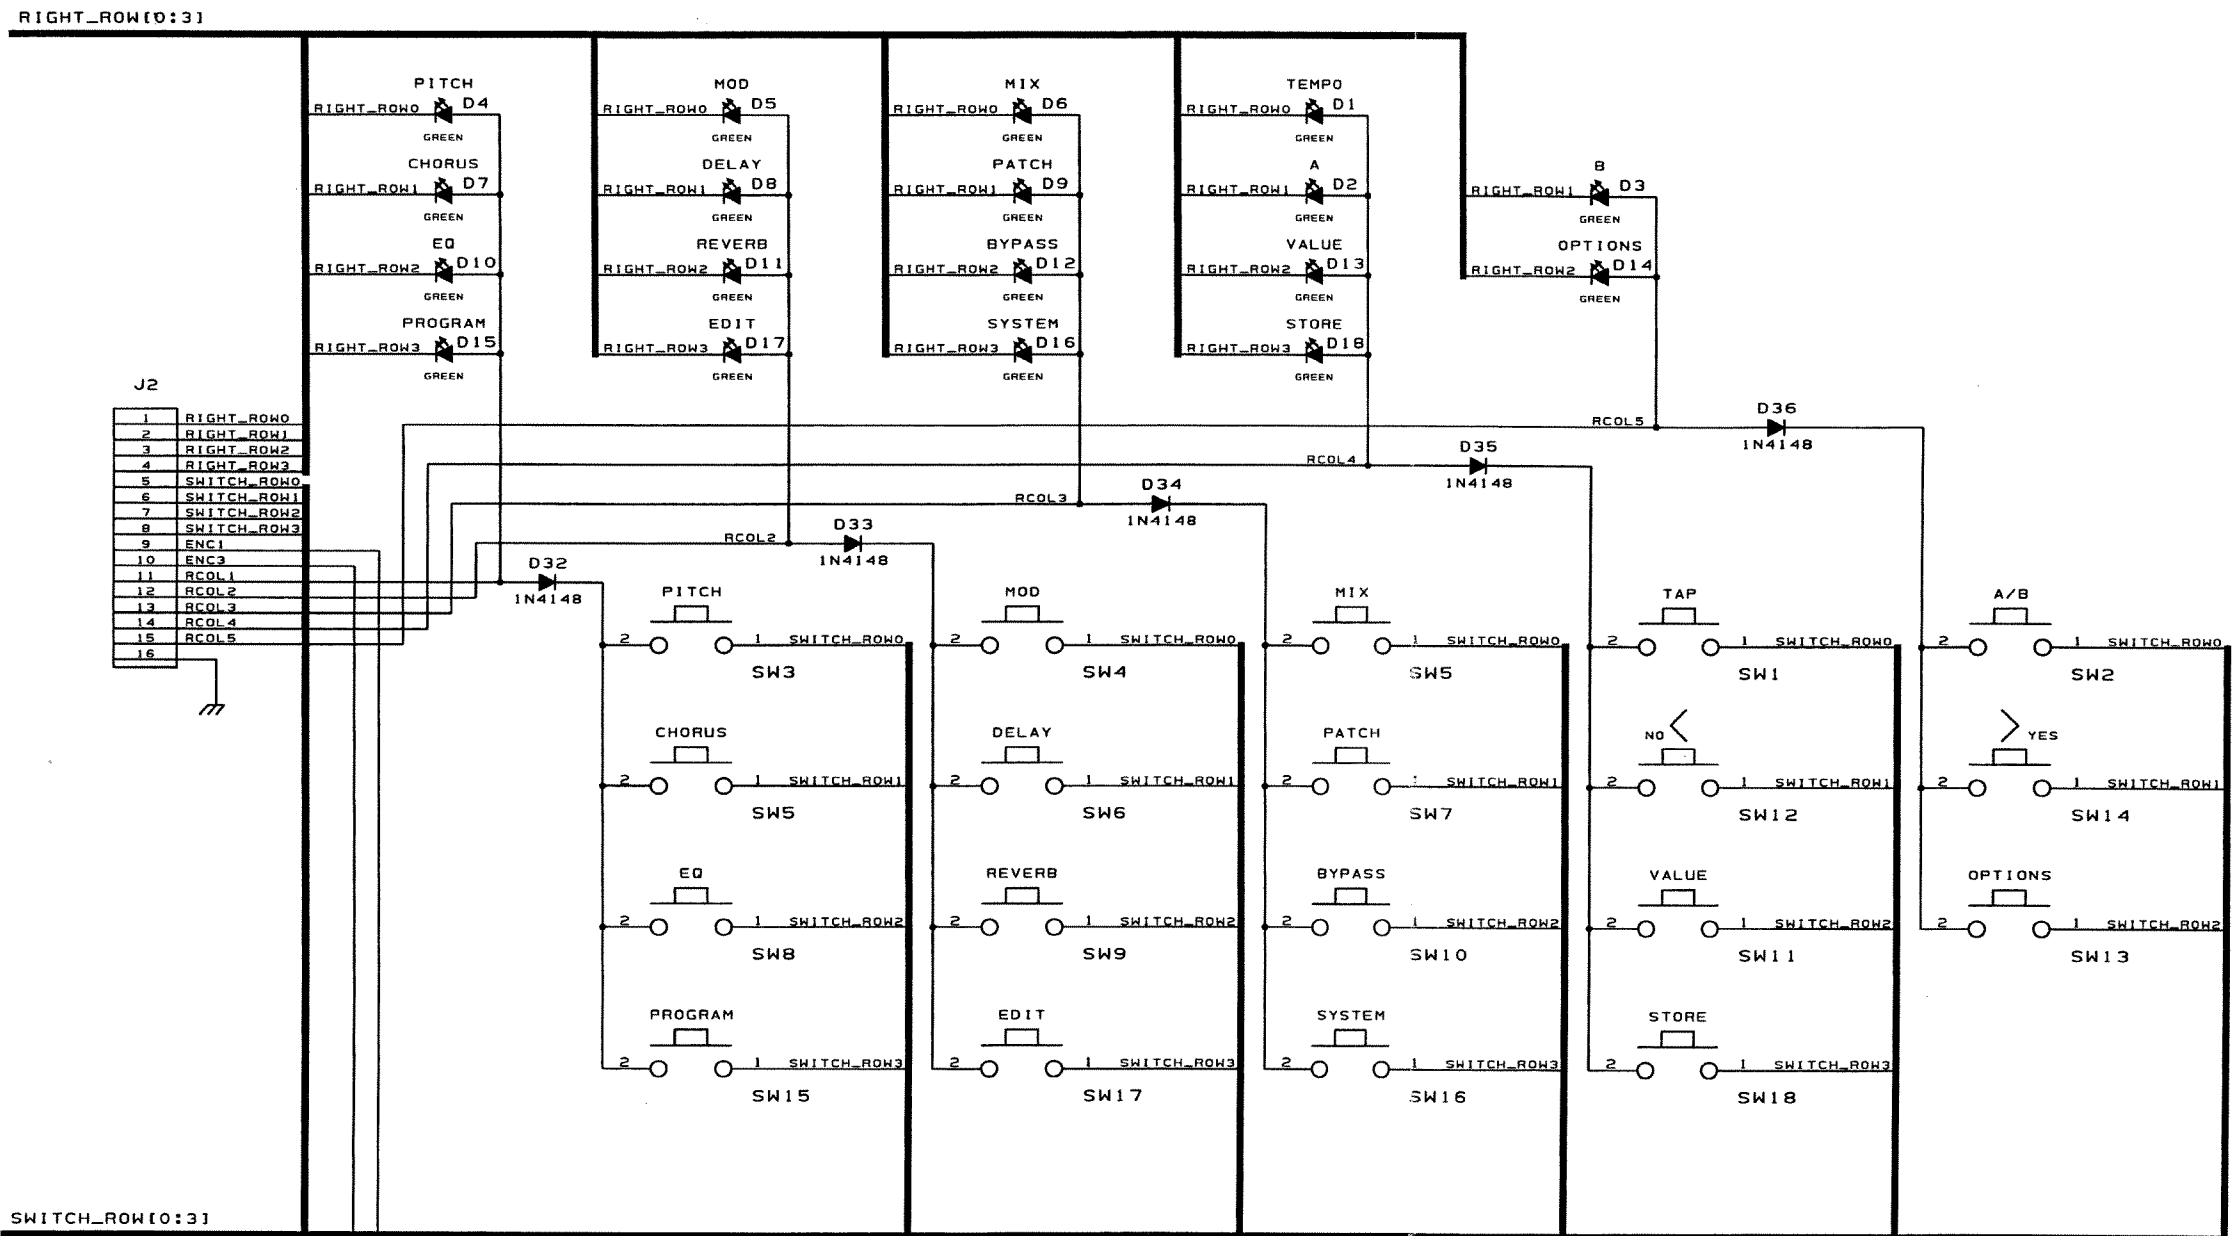 RIGHT_ROW[0:3]
PITCH
MOD
MIX
TEMPO
RIGHT_ROW0 D4
RIGHT_ROW0 D5
RIGHT_ROW0 D6
RIGHT_ROW0 D1
GREEN
GREEN
GREEN
GREEN
CHORUS
DELAY
PATCH
A
B
RIGHT_ROW1 D7
RIGHT_ROW1 D8
RIGHT_ROW1 D9
RIGHT_ROW1 D2
RIGHT_ROW1 D3
GREEN
GREEN
GREEN
GREEN
GREEN
EQ
REVERB
BYPASS
VALUE
OPTIONS
RIGHT_ROW2 D10
RIGHT_ROW2 D11
RIGHT_ROW2 D12
RIGHT_ROW2 D13
RIGHT_ROW2 D14
GREEN
GREEN
GREEN
GREEN
GREEN
PROGRAM
EDIT
SYSTEM
STORE
RIGHT_ROW3 D15
RIGHT_ROW3 D17
RIGHT_ROW3 D16
RIGHT_ROW3 D18
GREEN
GREEN
GREEN
GREEN
J2
1 RIGHT_ROW0
2 RIGHT_ROW1
3 RIGHT_ROW2
4 RIGHT_ROW3
5 SWITCH_ROW0
6 SWITCH_ROW1
7 SWITCH_ROW2
8 SWITCH_ROW3
9 ENC1
10 ENC3
11 RCOL1
12 RCOL2
13 RCOL3
14 RCOL4
15 RCOL5
16
RCOL5
D36
1N4148
RCOL4
D35
1N4148
RCOL3
D34
1N4148
RCOL2
D33
1N4148
D32
1N4148
PITCH
MOD
MIX
TAP
A/B
2 1 SWITCH_ROW0
2 1 SWITCH_ROW0
2 1 SWITCH_ROW0
2 1 SWITCH_ROW0
2 1 SWITCH_ROW0
SW3
SW4
SW5
SW1
SW2
CHORUS
DELAY
PATCH
NO <
> YES
2 1 SWITCH_ROW1
2 1 SWITCH_ROW1
2 1 SWITCH_ROW1
2 1 SWITCH_ROW1
2 1 SWITCH_ROW1
SW5
SW6
SW7
SW12
SW14
EQ
REVERB
BYPASS
VALUE
OPTIONS
2 1 SWITCH_ROW2
2 1 SWITCH_ROW2
2 1 SWITCH_ROW2
2 1 SWITCH_ROW2
2 1 SWITCH_ROW2
SW8
SW9
SW10
SW11
SW13
PROGRAM
EDIT
SYSTEM
STORE
2 1 SWITCH_ROW3
2 1 SWITCH_ROW3
2 1 SWITCH_ROW3
2 1 SWITCH_ROW3
SW15
SW17
SW16
SW18
SWITCH_ROW[0:3]